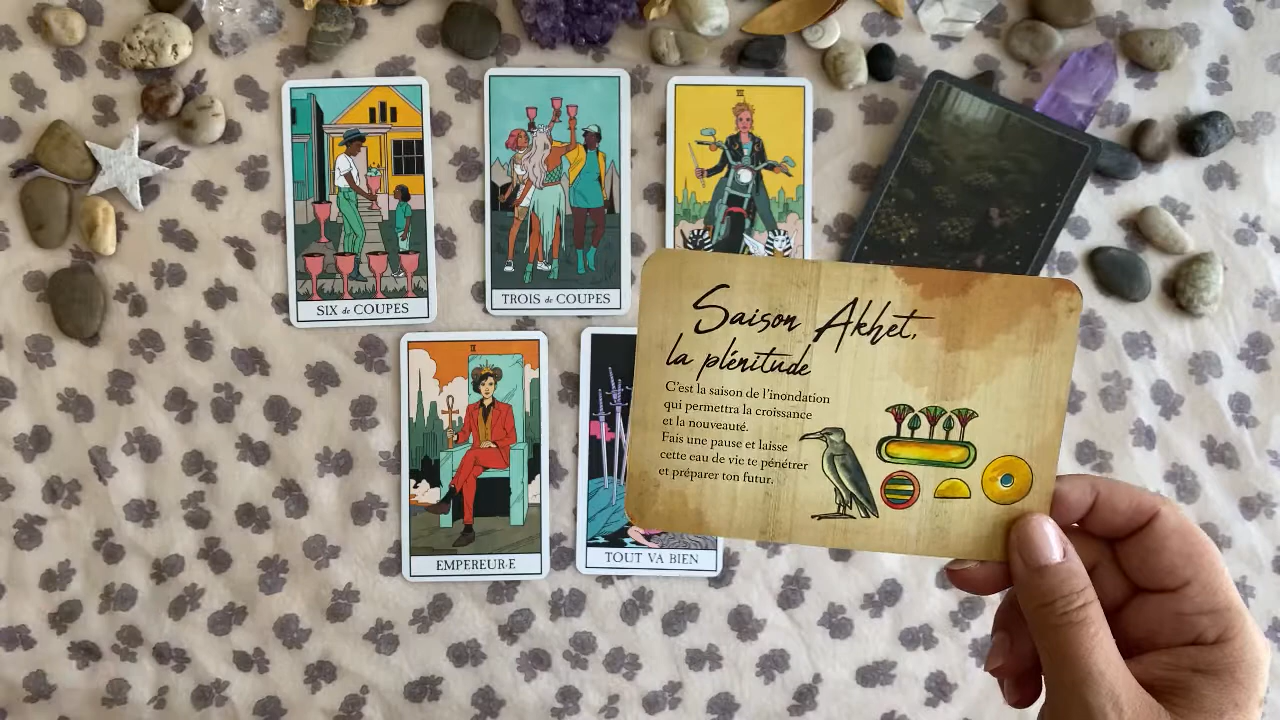 SIX de COUPES
TROIS de COUPES
III
Saison Akhet,
la plénitude
C'est la saison de l'inondation
qui permettra la croissance
et la nouveauté.
Fais une pause et laisse
cette eau de vie te pénétrer
et préparer ton futur.
EMPEREUR·E
TOUT VA BIEN